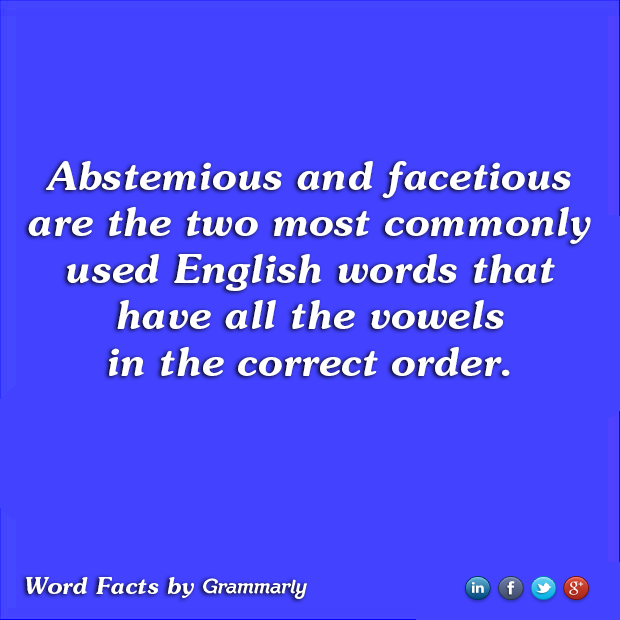 Abstemious and facetious
are the two most commonly
used English words that
have all the vowels
in the correct order.
Word Facts by Grammarly
in f g+